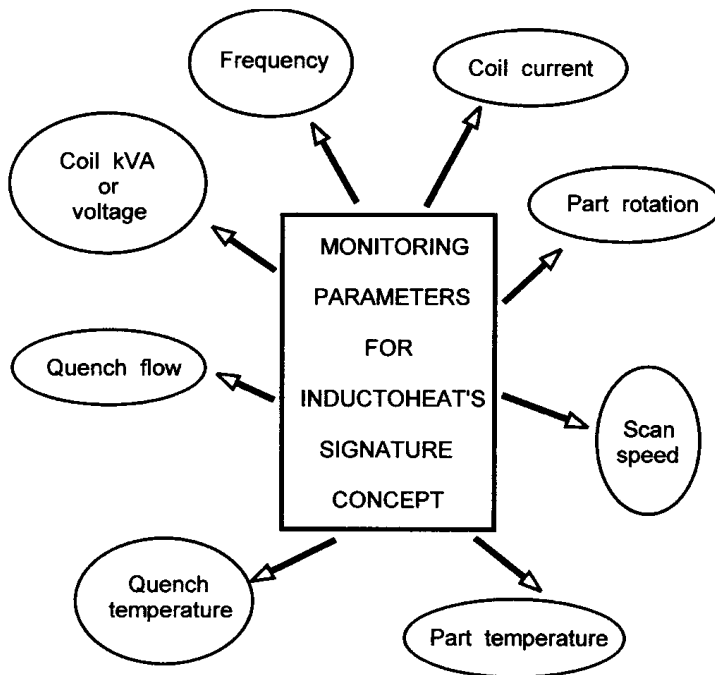 Frequency
Coil current
Coil kVA
or
voltage
Part rotation
MONITORING
PARAMETERS
FOR
INDUCTOHEAT'S
SIGNATURE
CONCEPT
Quench flow
Scan
speed
Quench
temperature
Part temperature